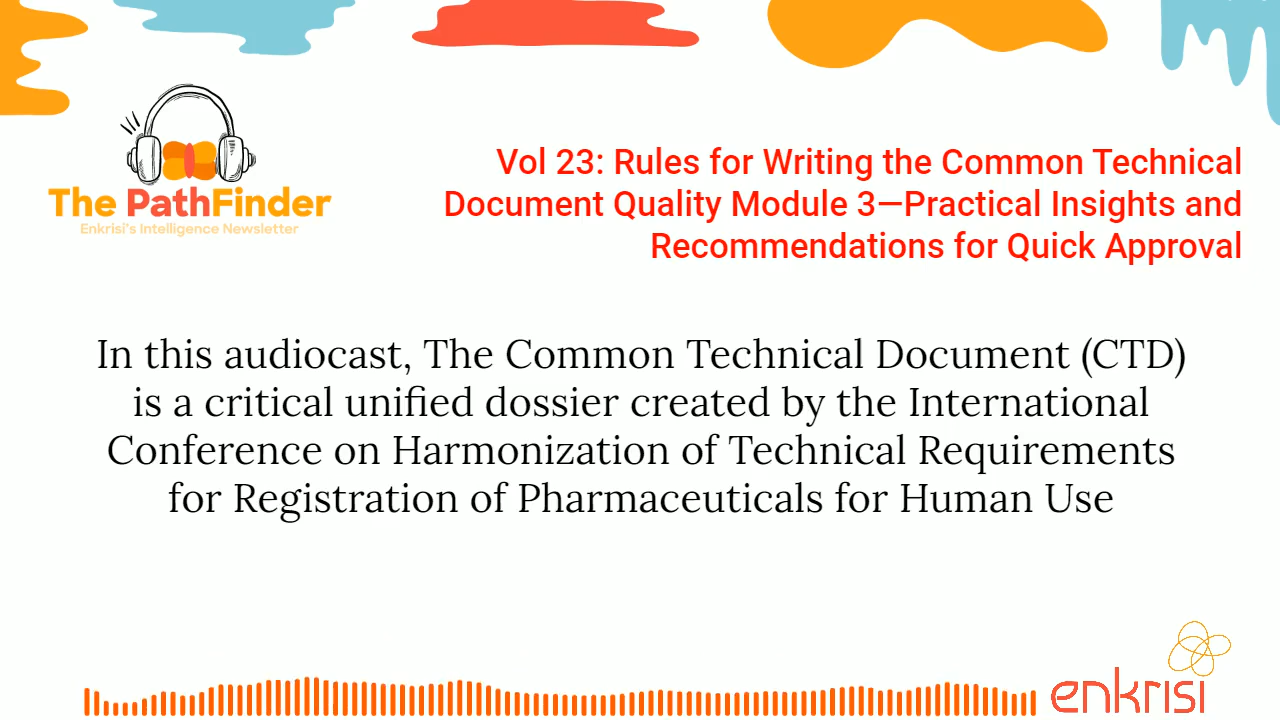 The PathFinder
Enkrisi's Intelligence Newsletter
Vol 23: Rules for Writing the Common Technical
Document Quality Module 3—Practical Insights and
Recommendations for Quick Approval
In this audiocast, The Common Technical Document (CTD)
is a critical unified dossier created by the International
Conference on Harmonization of Technical Requirements
for Registration of Pharmaceuticals for Human Use
enkrisi